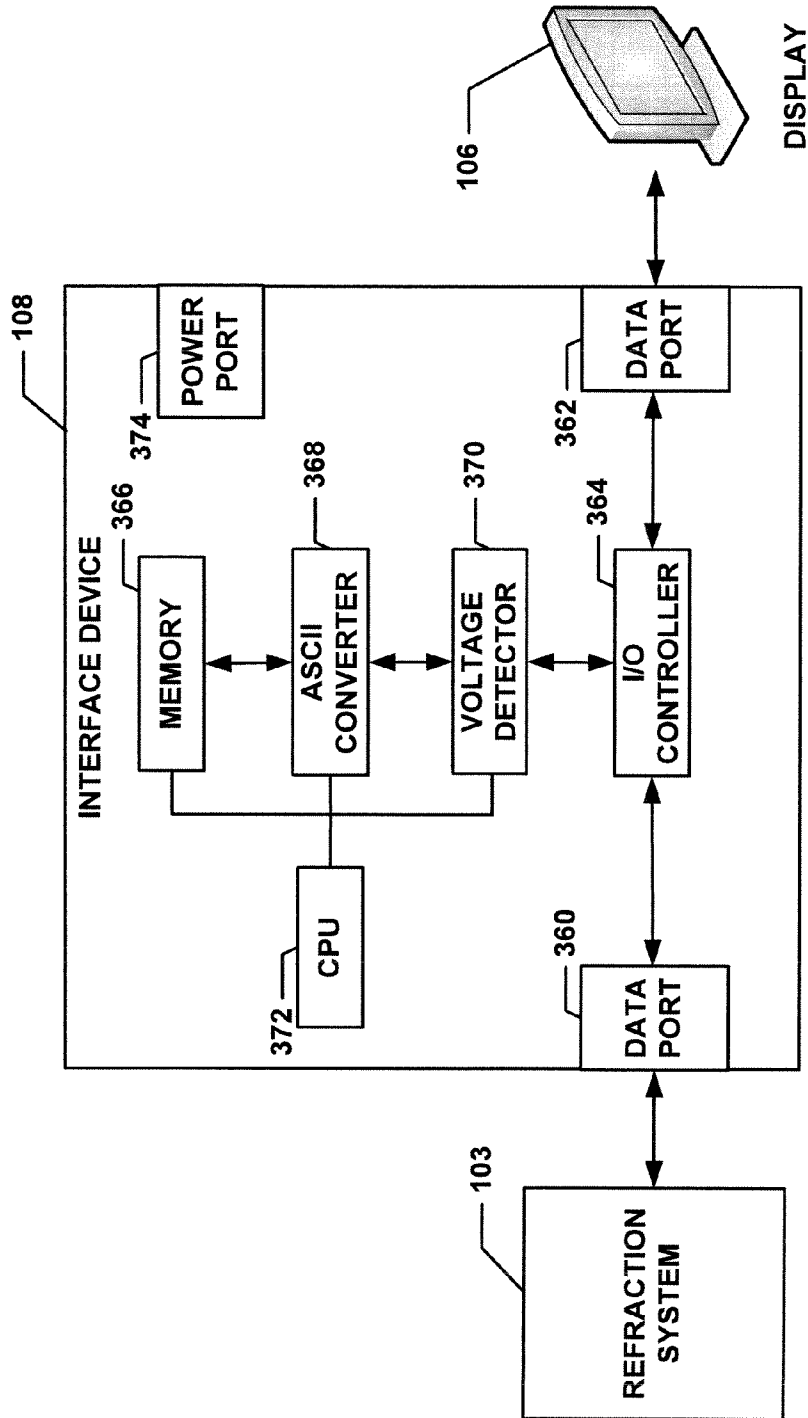 108
INTERFACE DEVICE
366
MEMORY
374
POWER
PORT
368
ASCII
CONVERTER
372
CPU
370
VOLTAGE
DETECTOR
103
REFRACTION
SYSTEM
360
DATA
PORT
364
I/O
CONTROLLER
362
DATA
PORT
106
DISPLAY